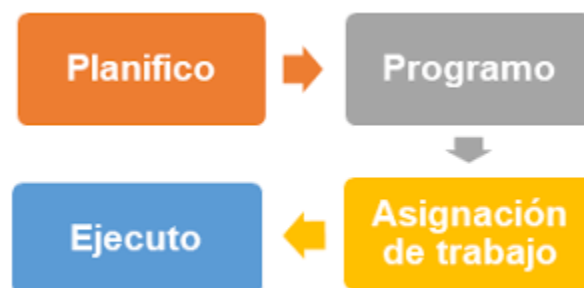 Planifico
Programo
Asignación
de trabajo
Ejecuto